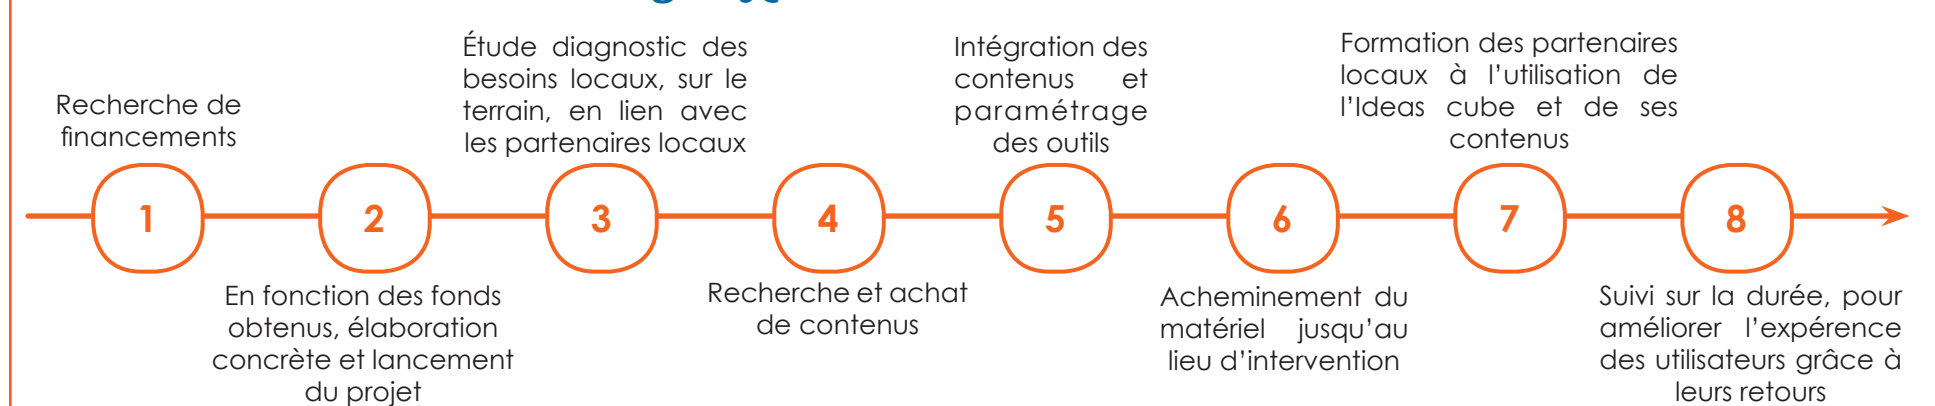 Recherche de
financements
1
En fonction des fonds
obtenus, élaboration
concrète et lancement
du projet
2
Étude diagnostic des
besoins locaux, sur le
terrain, en lien avec
les partenaires locaux
3
Recherche et achat
de contenus
4
Intégration des
contenus et
paramétrage
des outils
5
Acheminement du
matériel jusqu’au
lieu d’intervention
6
Formation des partenaires
locaux à l’utilisation de
l’Ideas cube et de ses
contenus
7
Suivi sur la durée, pour
améliorer l’expérence
des utilisateurs grâce à
leurs retours
8